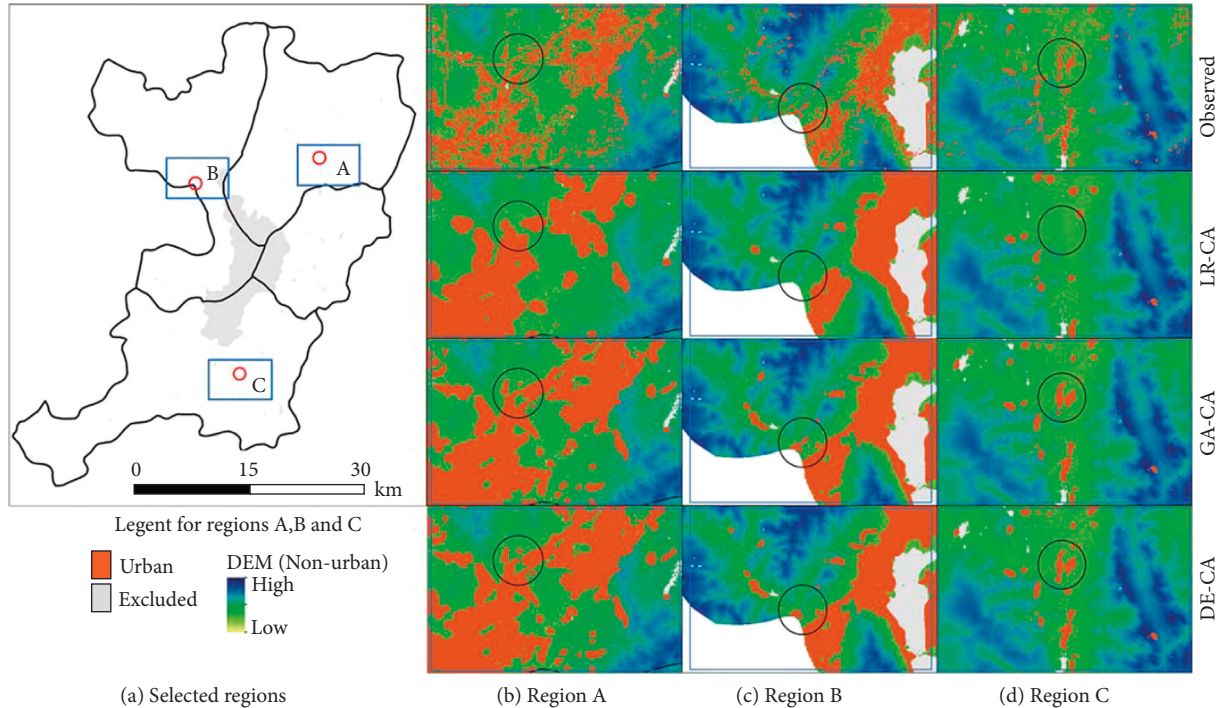 B
A
C
0
15
30
km
Legent for regions A,B and C
Urban
Excluded
DEM (Non-urban)
High
Low
Observed
LR-CA
GA-CA
DE-CA
(a) Selected regions
(b) Region A
(c) Region B
(d) Region C